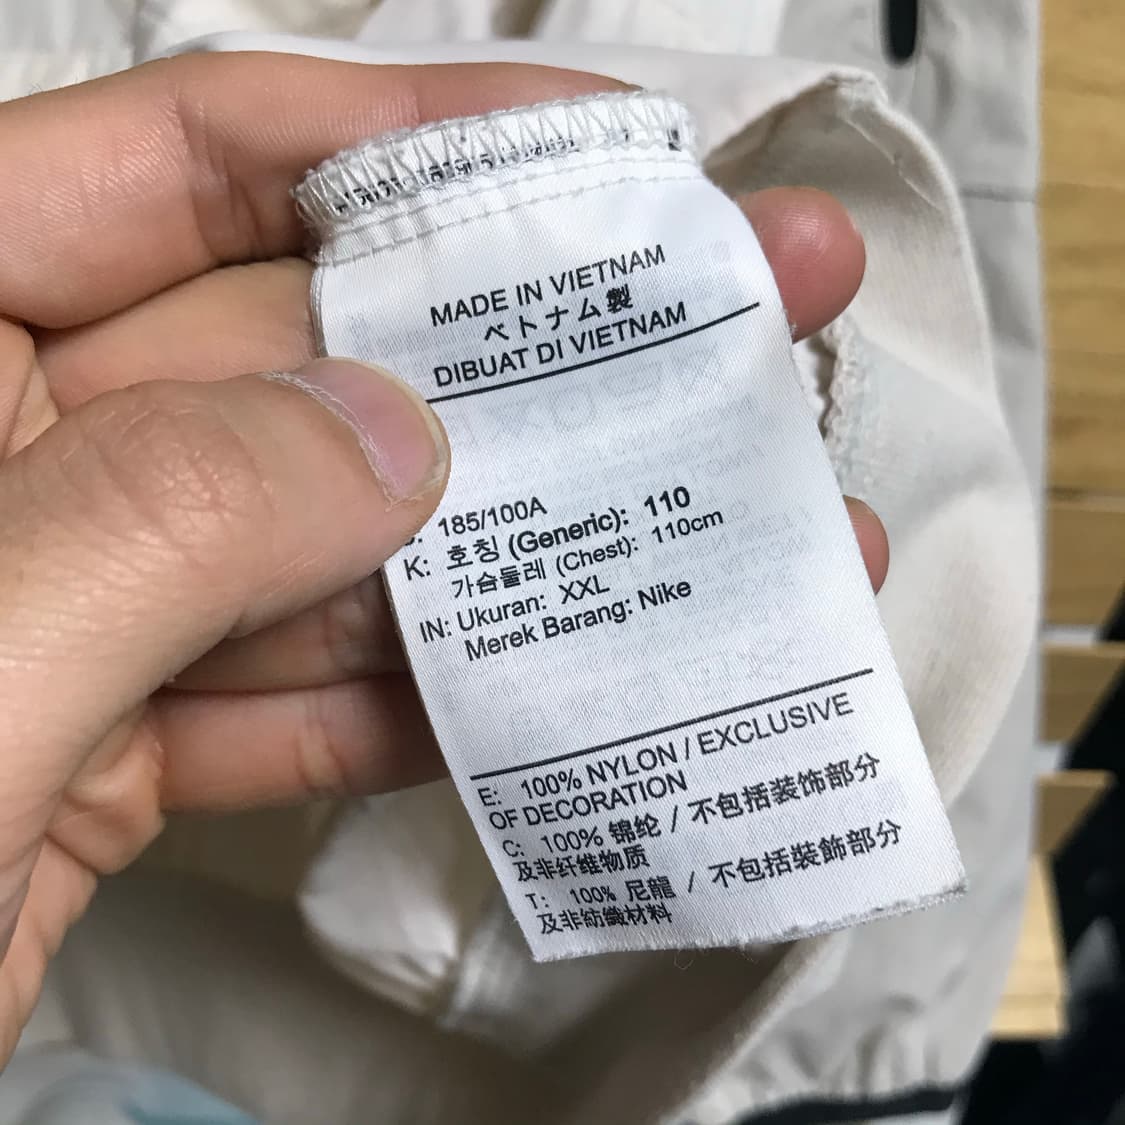 MADE IN VIETNAM
ベトナム製
DIBUAT DI VIETNAM
185/100A
K: 호칭 (Generic): 110
가슴둘레 (Chest): 110cm
IN: Ukuran: XXL
Merek Barang: Nike
E: 100% NYLON / EXCLUSIVE
OF DECORATION
C: 100% 锦纶 / 不包括装饰部分
及非纤维物质
T: 100% 尼龍 / 不包括裝飾部分
及非紡織材料